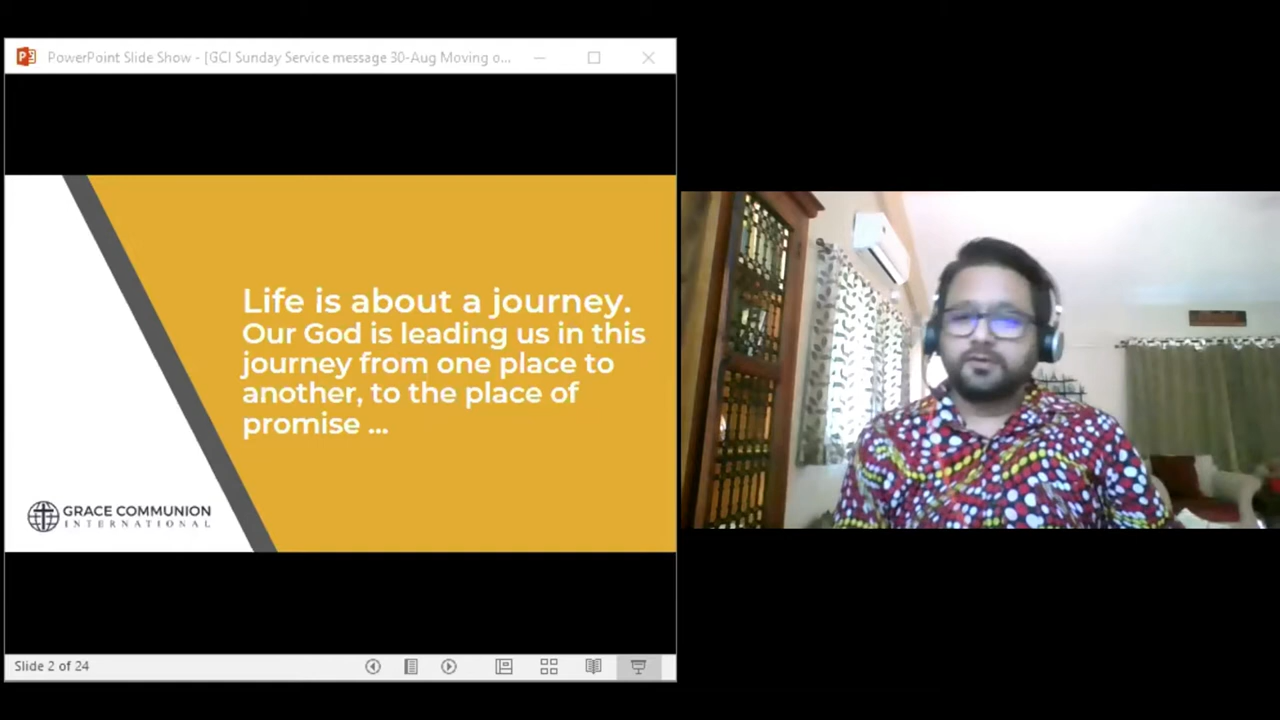 PowerPoint Slide Show - [GCI Sunday Service message 30-Aug Moving o...
Life is about a journey.
Our God is leading us in this
journey from one place to
another, to the place of
promise ...
GRACE COMMUNION
INTERNATIONAL
Slide 2 of 24